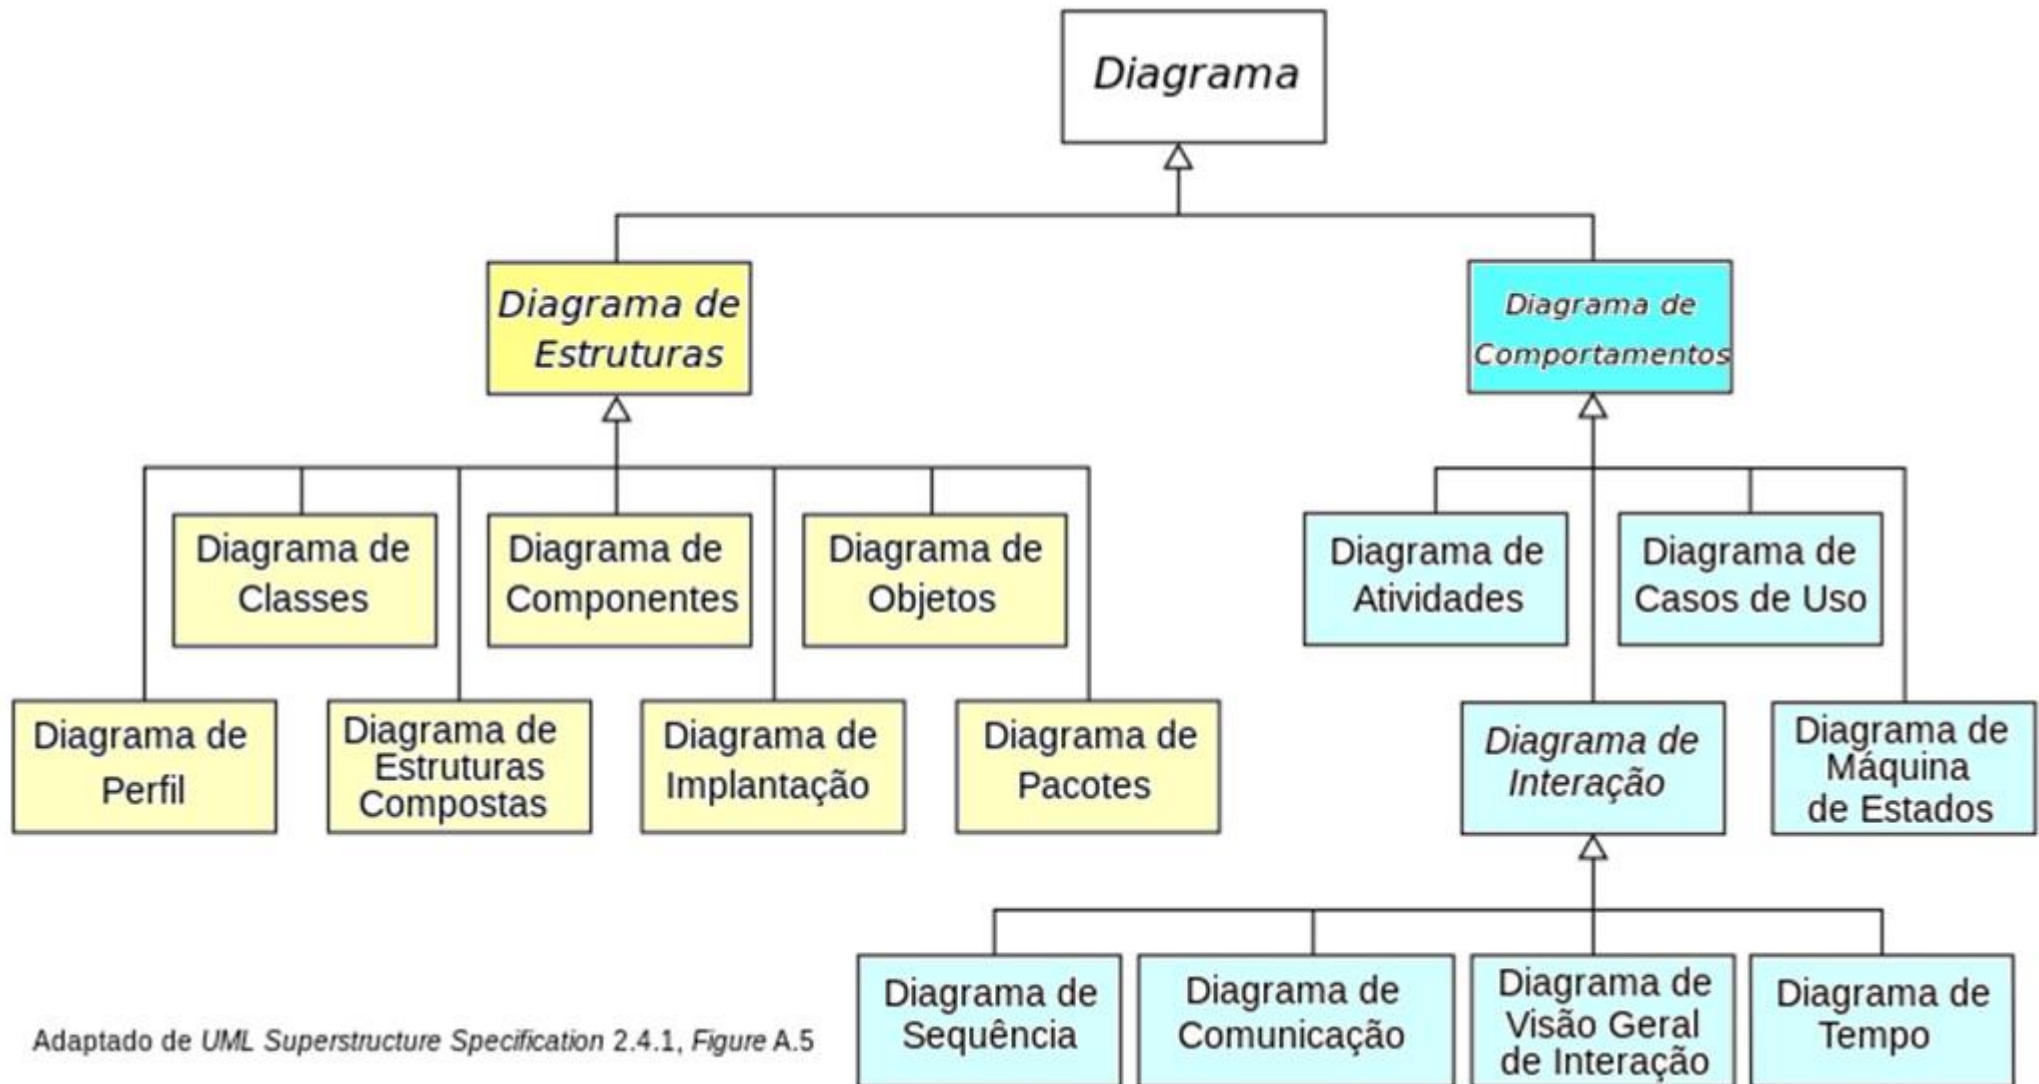 Diagrama
Diagrama de
Estruturas
Diagrama de
Comportamentos
Diagrama de
Classes
Diagrama de
Componentes
Diagrama de
Objetos
Diagrama de
Atividades
Diagrama de
Casos de Uso
Diagrama de
Perfil
Diagrama de
Estruturas
Compostas
Diagrama de
Implantação
Diagrama de
Pacotes
Diagrama de
Interação
Diagrama de
Máquina
de Estados
Diagrama de
Sequência
Diagrama de
Comunicação
Diagrama de
Visão Geral
de Interação
Diagrama de
Tempo
Adaptado de UML Superstructure Specification 2.4.1, Figure A.5